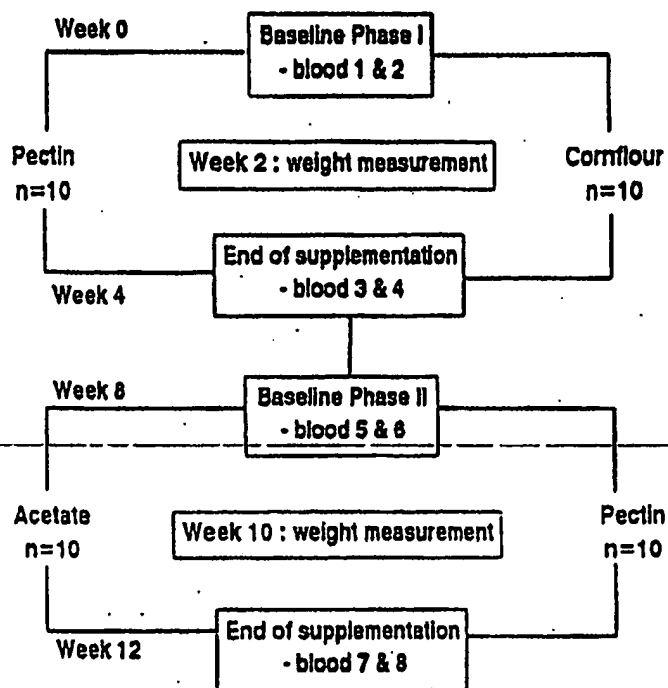 Week 0
Baseline Phase I
- blood 1 & 2
Pectin
n=10
Week 2 : weight measurement
Cornflour
n=10
End of supplementation
- blood 3 & 4
Week 4
Week 8
Baseline Phase II
- blood 5 & 6
Acetate
n=10
Week 10 : weight measurement
Pectin
n=10
End of supplementation
- blood 7 & 8
Week 12